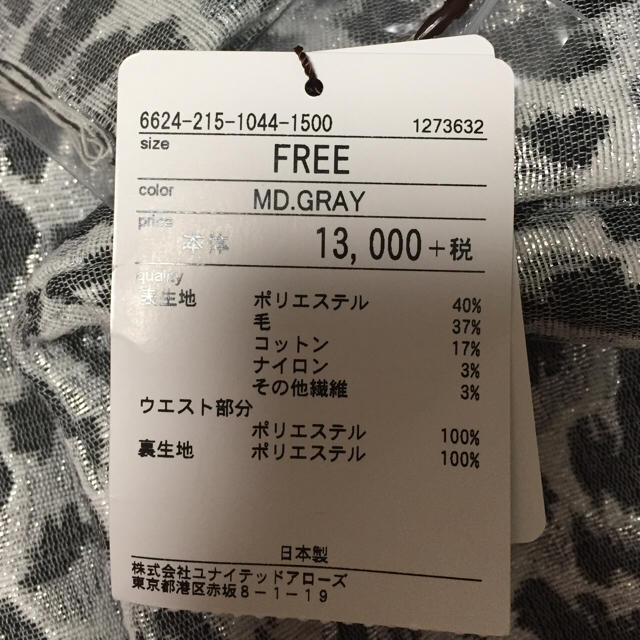 6624-215-1044-1500 1273632
size FREE
color MD.GRAY
price 本体 13,000+税
quality
表生地 ポリエステル 40%
毛 37%
コットン 17%
ナイロン 3%
その他繊維 3%
ウエスト部分
ポリエステル 100%
裏生地 ポリエステル 100%
日本製
株式会社ユナイテッドアローズ
東京都港区赤坂8-1-19